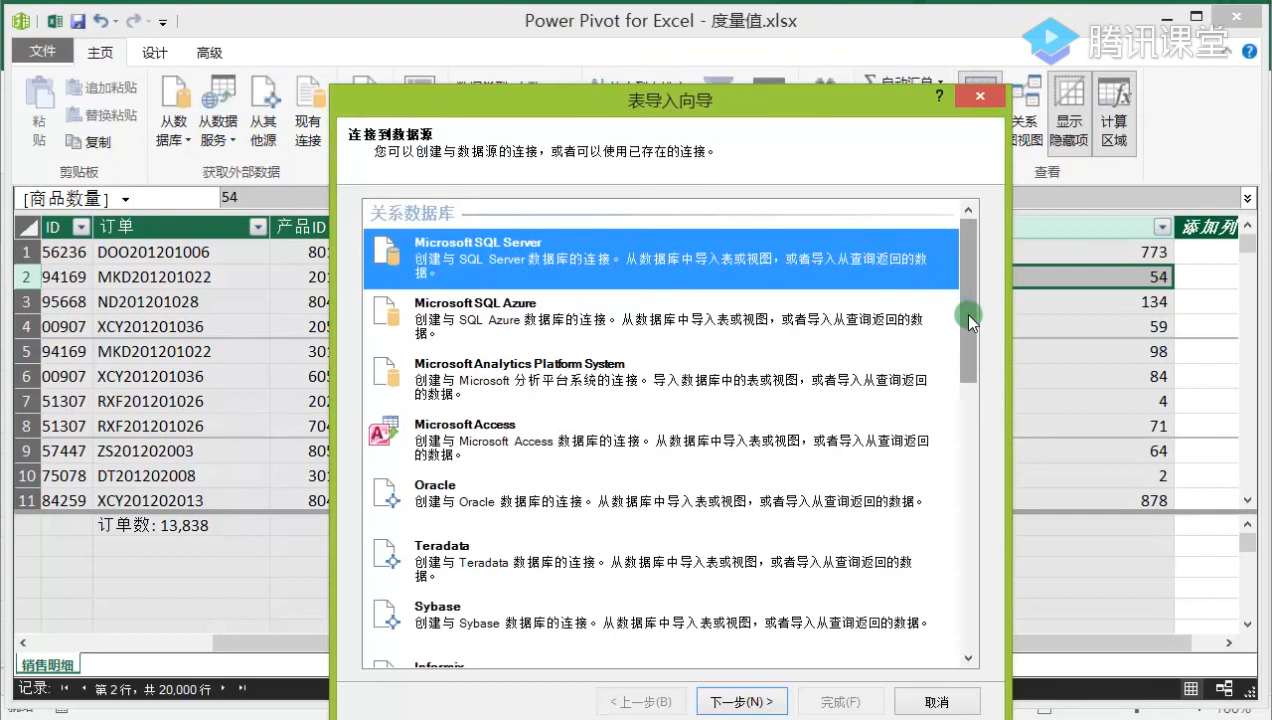 Power Pivot for Excel - 度量值.xlsx
腾讯课堂
文件
主页
设计
高级
粘贴
追加粘贴
替换粘贴
复制
剪贴板
从数据库
从数据服务
从其他源
现有连接
获取外部数据
自动汇总
关系
图视图
显示隐藏项
计算区域
查看
[商品数量]
54
ID 订单 产品ID 添加列
1 56236 DOO201201006 801 773
2 94169 MKD201201022 201 54
3 95668 ND201201028 804 134
4 00907 XCY201201036 205 59
5 94169 MKD201201022 301 98
6 00907 XCY201201036 605 84
7 51307 RXF201201026 202 4
8 51307 RXF201201026 704 71
9 57447 ZS201202003 805 64
10 75078 DT201202008 301 2
11 84259 XCY201202013 804 878
订单数: 13,838
销售明细
记录: 第 2 行，共 20,000 行
100%
表导入向导
?
连接到数据源
您可以创建与数据源的连接，或者可以使用已存在的连接。
关系数据库
Microsoft SQL Server
创建与 SQL Server 数据库的连接。从数据库中导入表或视图，或者导入从查询返回的数
据。
Microsoft SQL Azure
创建与 SQL Azure 数据库的连接。从数据库中导入表或视图，或者导入从查询返回的数
据。
Microsoft Analytics Platform System
创建与 Microsoft 分析平台系统的连接。导入数据库中的表或视图，或者导入从查询返回
的数据。
Microsoft Access
创建与 Microsoft Access 数据库的连接。从数据库中导入表或视图，或者导入从查询返回
的数据。
Oracle
创建与 Oracle 数据库的连接。从数据库中导入表或视图，或者导入从查询返回的数据。
Teradata
创建与 Teradata 数据库的连接。从数据库中导入表或视图，或者导入从查询返回的数
据。
Sybase
创建与 Sybase 数据库的连接。从数据库中导入表或视图，或者导入从查询返回的数据。
Informix
<上一步(B)
下一步(N)>
完成(F)
取消